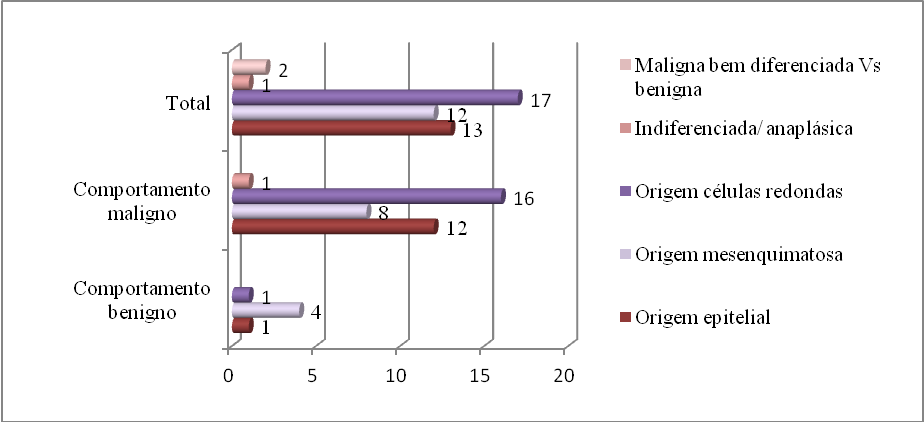 Total
2
1
17
12
13
Comportamento
maligno
1
16
8
12
Comportamento
benigno
1
4
1
0
5
10
15
20
Maligna bem diferenciada Vs
benigna
Indiferenciada/ anaplásica
Origem células redondas
Origem mesenquimatosa
Origem epitelial